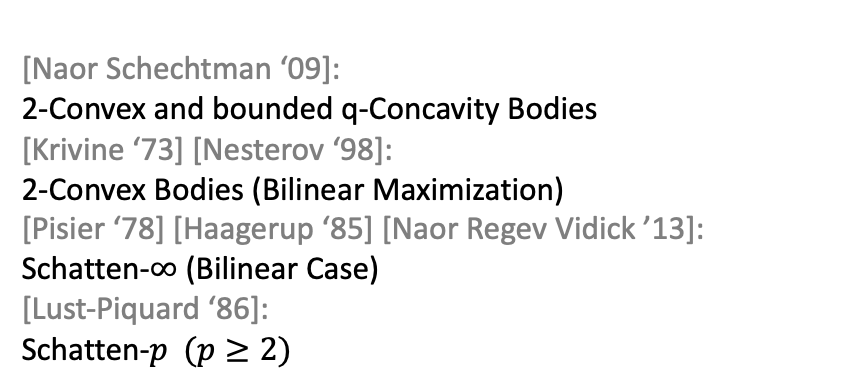 [Naor Schechtman ‘09]:
2-Convex and bounded q-Concavity Bodies
[Krivine ‘73] [Nesterov ‘98]:
2-Convex Bodies (Bilinear Maximization)
[Pisier ‘78] [Haagerup ‘85] [Naor Regev Vidick ’13]:
Schatten-∞ (Bilinear Case)
[Lust-Piquard ‘86]:
Schatten-𝑝 (𝑝 ≥ 2)